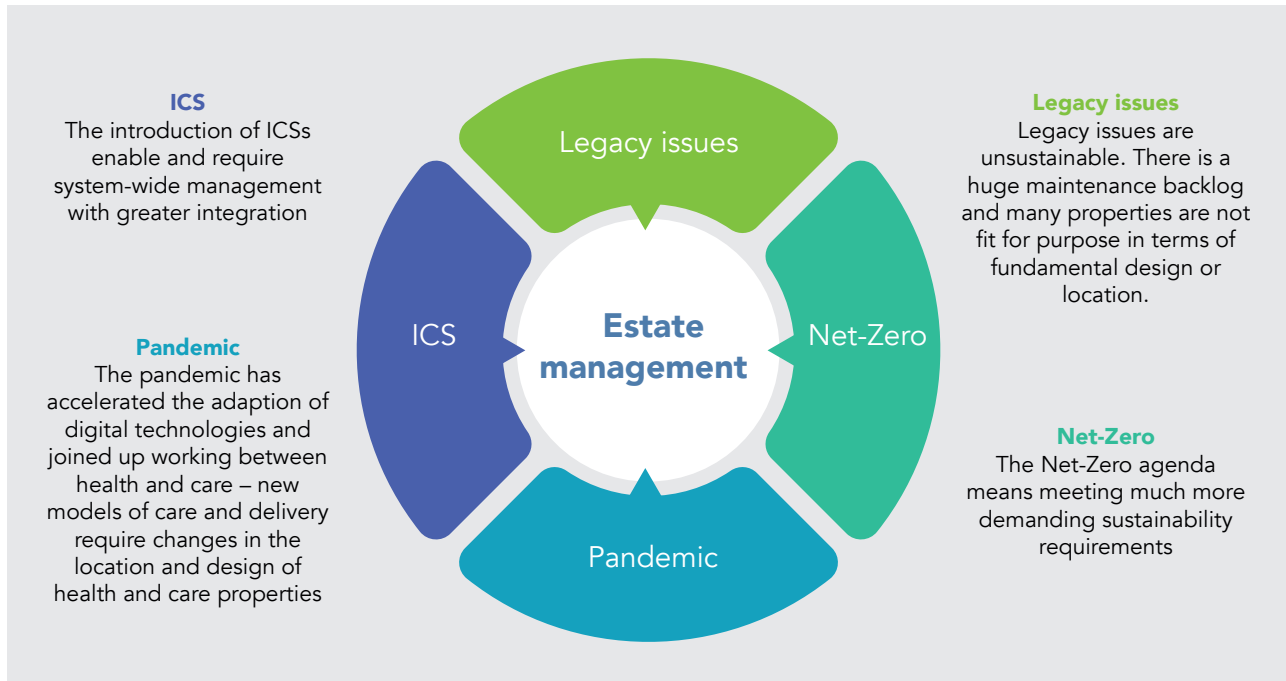 ICS
The introduction of ICSs
enable and require
system-wide management
with greater integration
Pandemic
The pandemic has
accelerated the adaption of
digital technologies and
joined up working between
health and care – new
models of care and delivery
require changes in the
location and design of
health and care properties
Legacy issues
ICS
Estate
management
Net-Zero
Pandemic
Legacy issues
Legacy issues are
unsustainable. There is a
huge maintenance backlog
and many properties are not
fit for purpose in terms of
fundamental design or
location.
Net-Zero
The Net-Zero agenda
means meeting much more
demanding sustainability
requirements